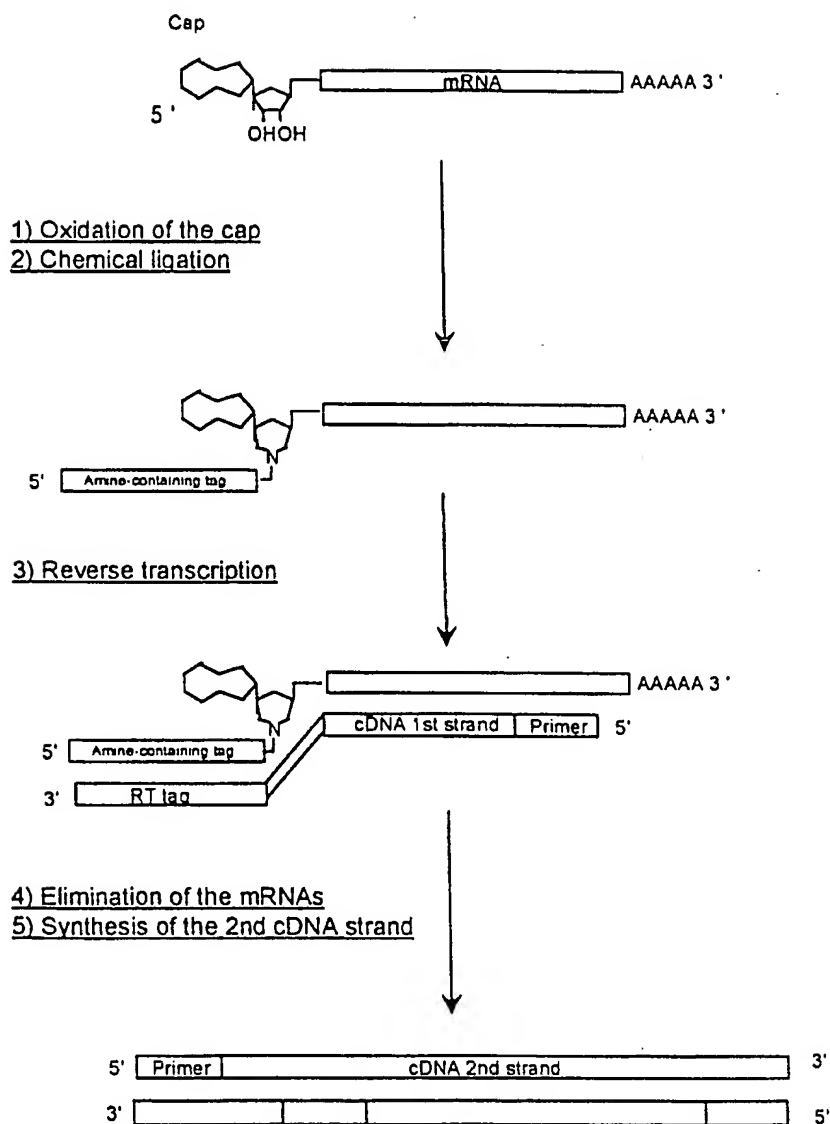 Cap
mRNA AAAAA 3 '
5 '
OHOH
1) Oxidation of the cap
2) Chemical ligation
AAAAA 3 '
N
5' Amine-containing tag
3) Reverse transcription
AAAAA 3 '
cDNA 1st strand Primer 5'
N
5' Amine-containing tag
3' RT tag
4) Elimination of the mRNAs
5) Synthesis of the 2nd cDNA strand
5' Primer cDNA 2nd strand 3'
3' 5'